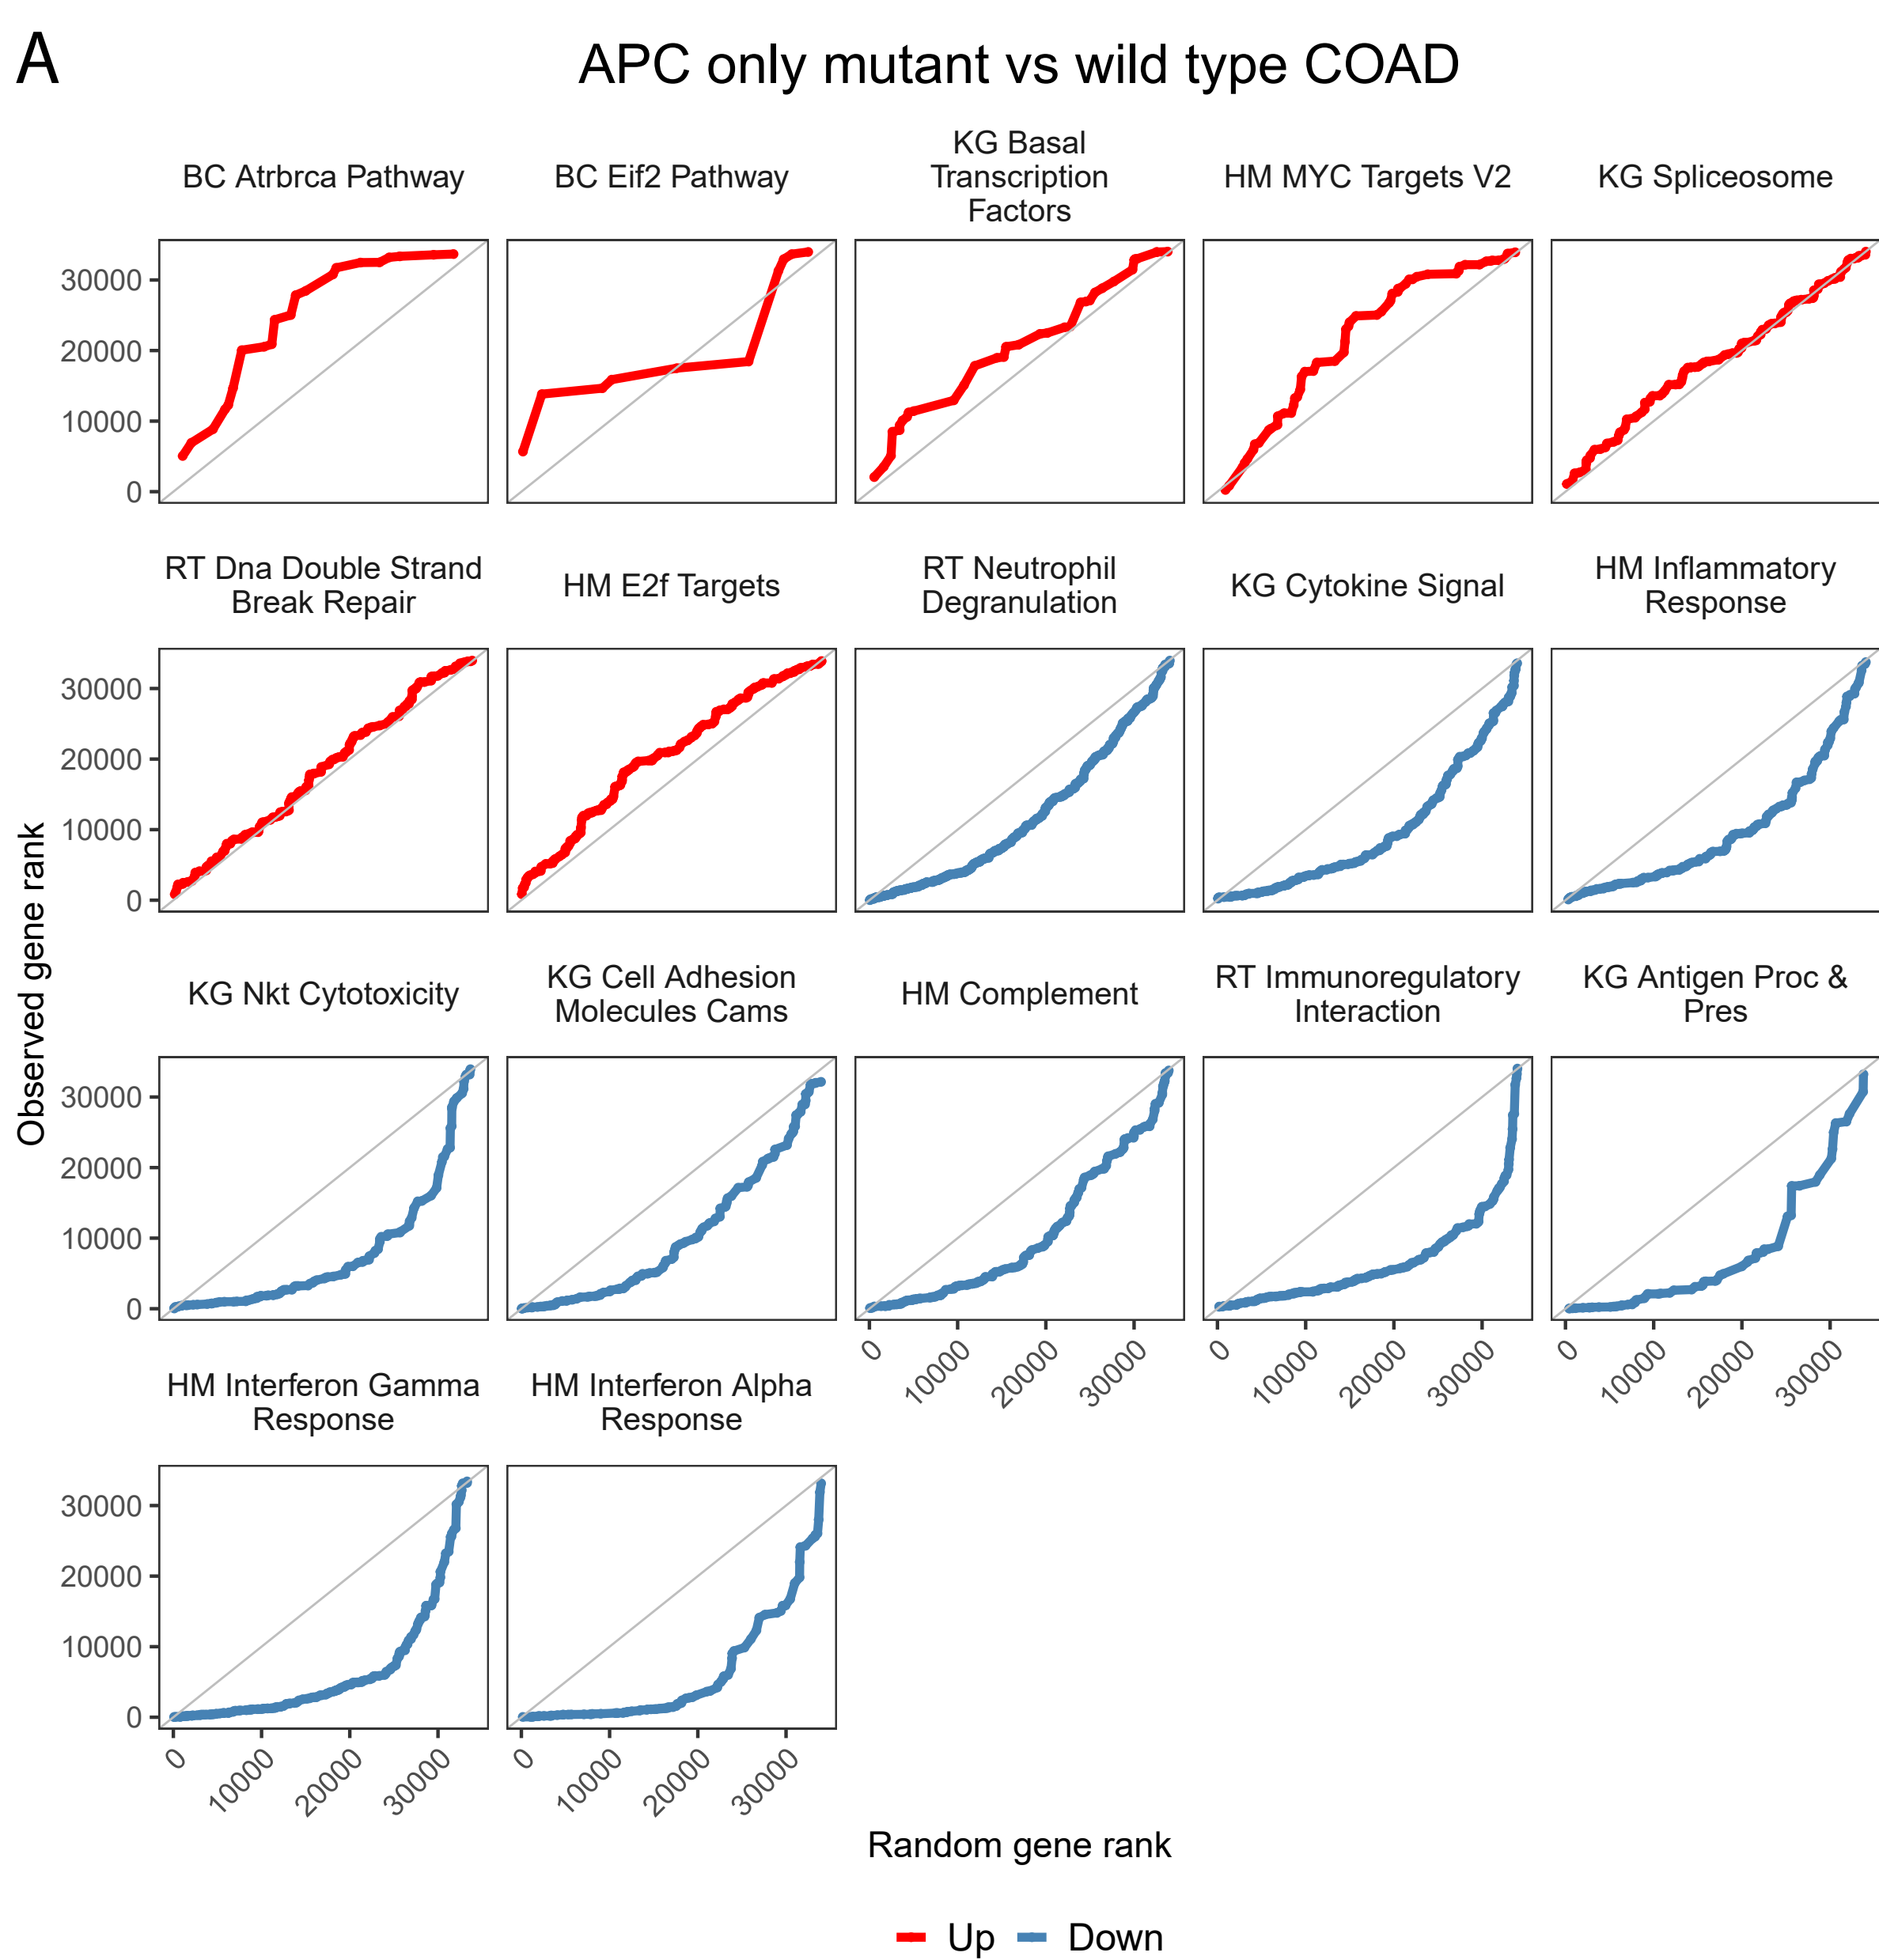 A
APC only mutant vs wild type COAD
BC Atrbrca Pathway
BC Eif2 Pathway
KG Basal
Transcription
Factors
HM MYC Targets V2
KG Spliceosome
30000
20000
10000
0
RT Dna Double Strand
Break Repair
HM E2f Targets
RT Neutrophil
Degranulation
KG Cytokine Signal
HM Inflammatory
Response
30000
20000
10000
0
Observed gene rank
KG Nkt Cytotoxicity
KG Cell Adhesion
Molecules Cams
HM Complement
RT Immunoregulatory
Interaction
KG Antigen Proc &
Pres
30000
20000
10000
0
0 10000 20000 30000
0 10000 20000 30000
0 10000 20000 30000
HM Interferon Gamma
Response
HM Interferon Alpha
Response
30000
20000
10000
0
0 10000 20000 30000
0 10000 20000 30000
Random gene rank
Up Down